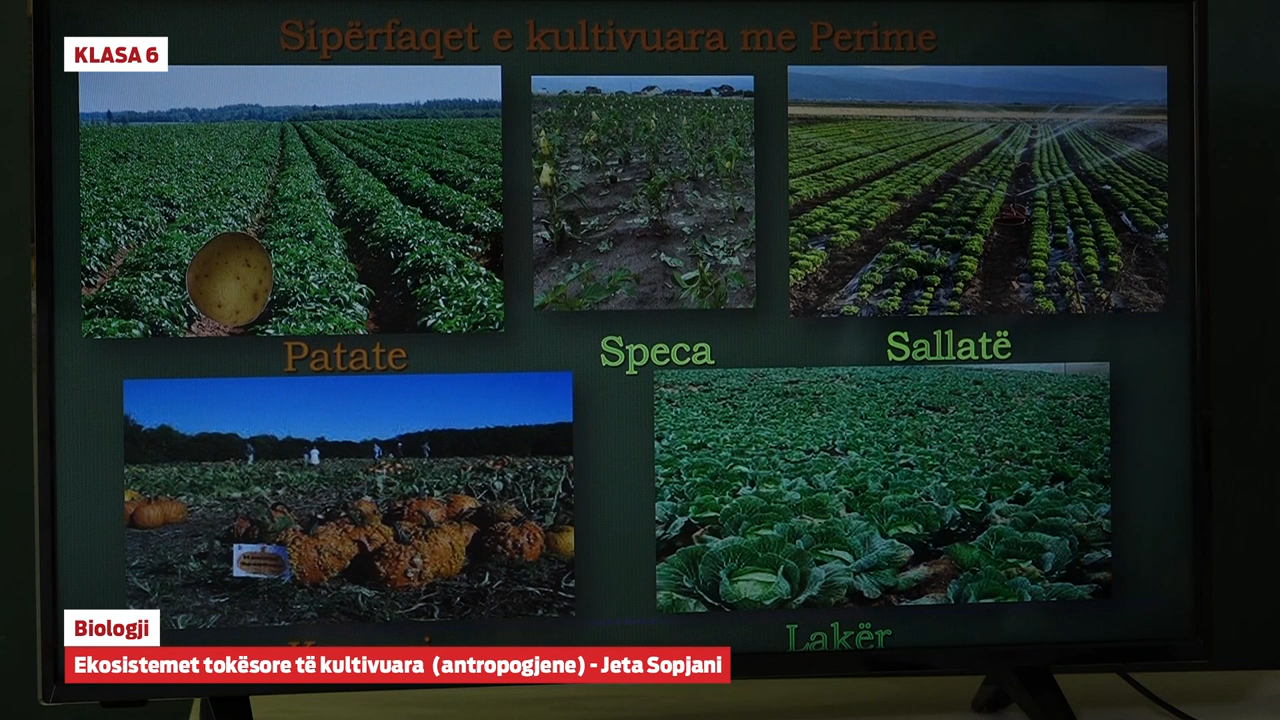 Sipërfaqet e kultivuara me Perime
KLASA 6
Patate
Speca
Sallatë
Lakër
Biologji
Ekosistemet tokësore të kultivuara (antropogjene) - Jeta Sopjani